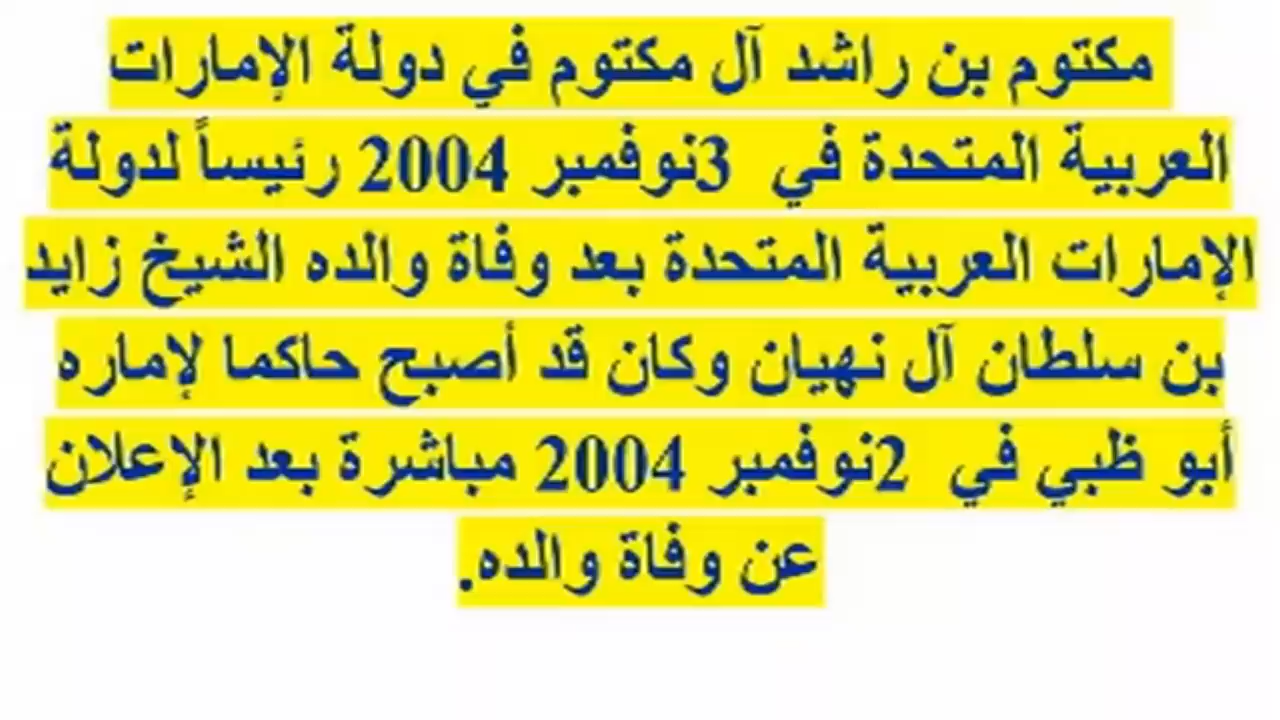 مكتوم بن راشد آل مكتوم في دولة الإمارات
العربية المتحدة في 3نوفمبر 2004 رئيساً لدولة
الإمارات العربية المتحدة بعد وفاة والده الشيخ زايد
بن سلطان آل نهيان وكان قد أصبح حاكما لإماره
أبو ظبي في 2نوفمبر 2004 مباشرة بعد الإعلان
عن وفاة والده.